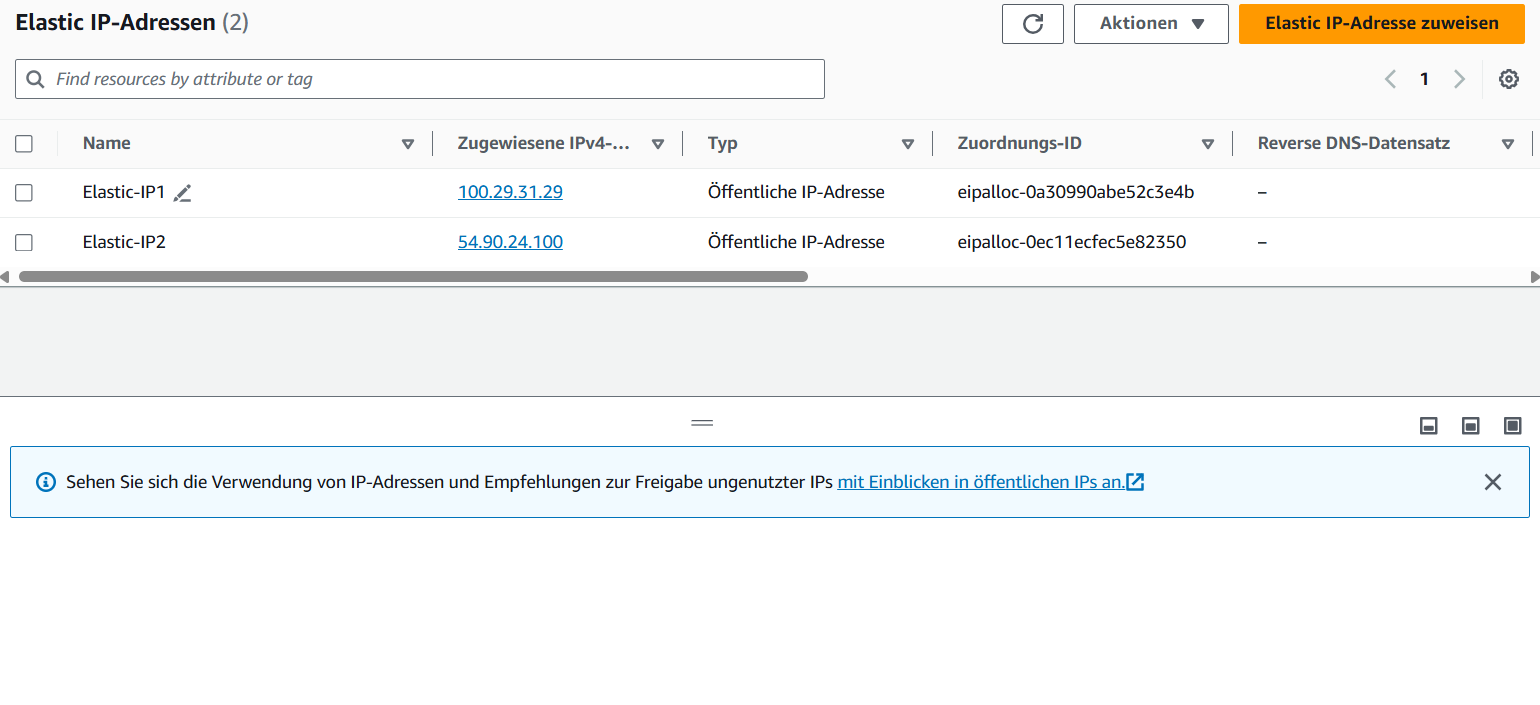 Elastic IP-Adressen (2)
Aktionen
Elastic IP-Adresse zuweisen
Find resources by attribute or tag
1
Name Zugewiesene IPv4-... Typ Zuordnungs-ID Reverse DNS-Datensatz
Elastic-IP1 100.29.31.29 Öffentliche IP-Adresse eipalloc-0a30990abe52c3e4b –
Elastic-IP2 54.90.24.100 Öffentliche IP-Adresse eipalloc-0ec11ecfec5e82350 –
Sehen Sie sich die Verwendung von IP-Adressen und Empfehlungen zur Freigabe ungenutzter IPs mit Einblicken in öffentlichen IPs an.